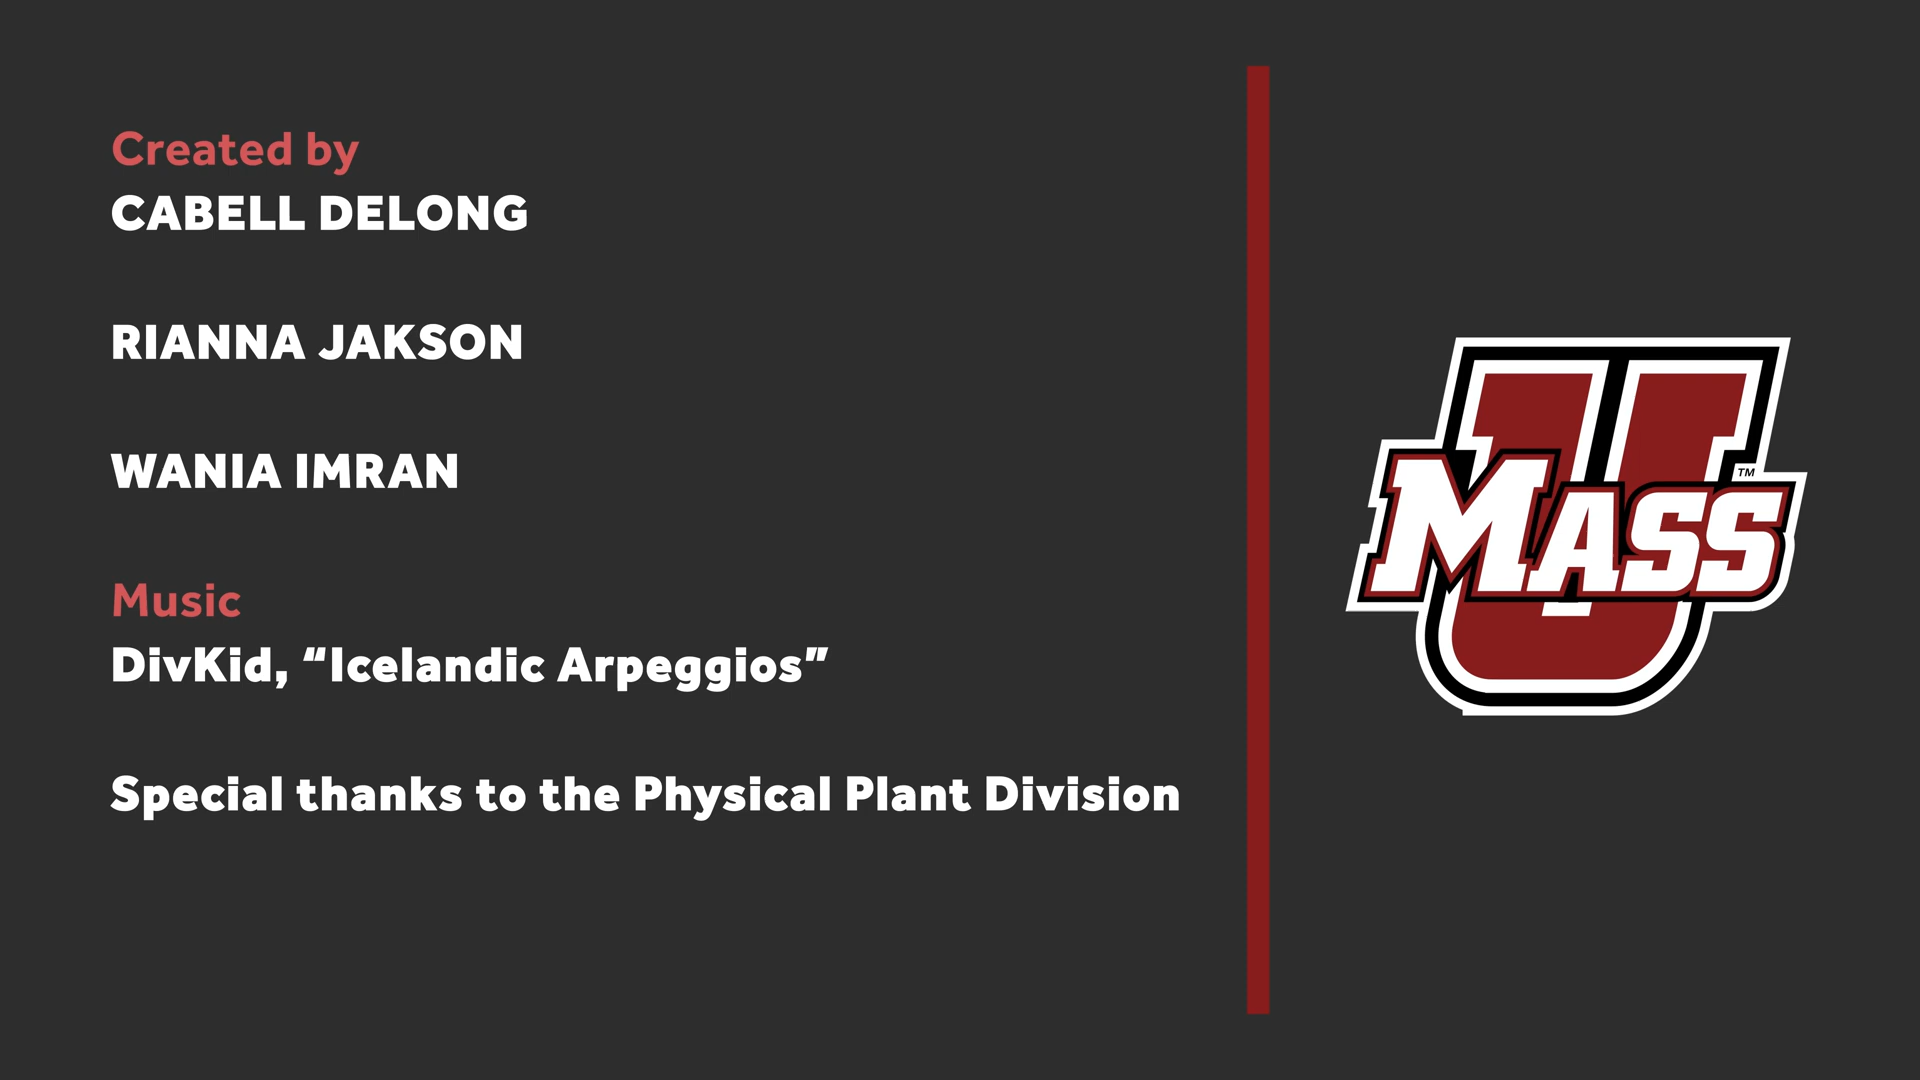 Created by
CABELL DELONG
RIANNA JAKSON
WANIA IMRAN
Music
DivKid, “Icelandic Arpeggios”
Special thanks to the Physical Plant Division
UMASS
TM